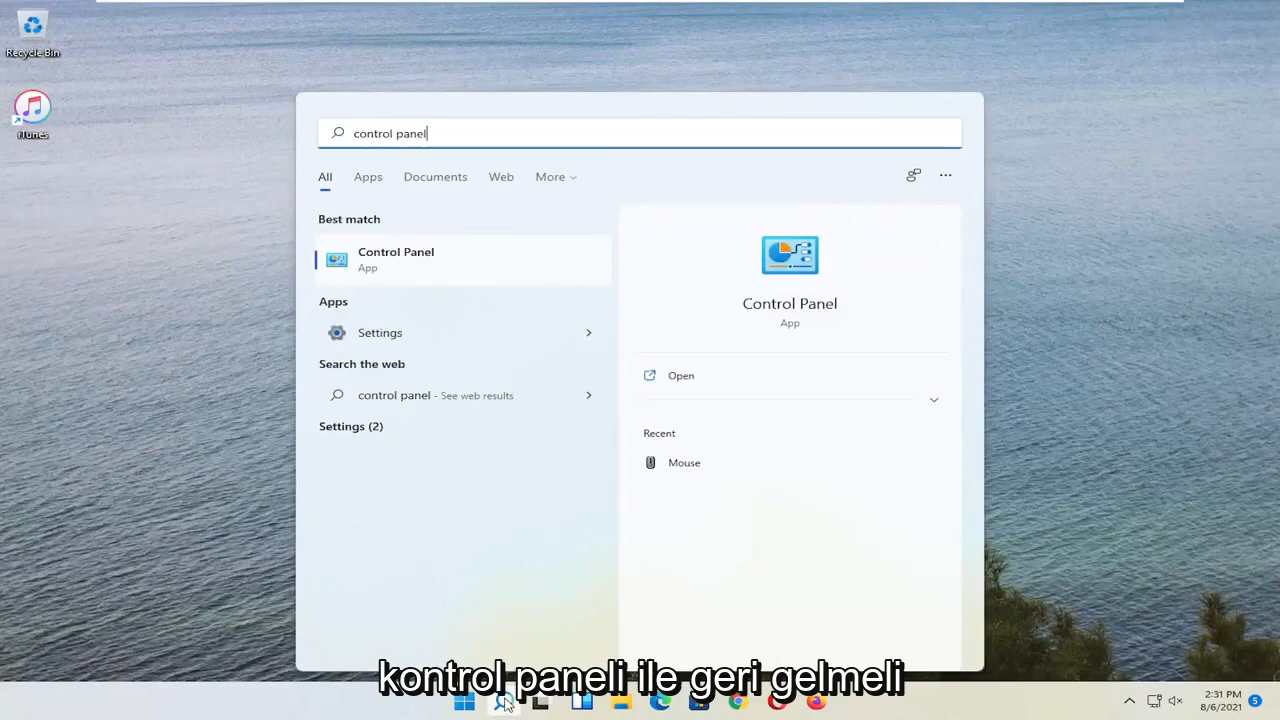 Recycle Bin
iTunes
control panel
All Apps Documents Web More
Best match
Control Panel
App
Apps
Settings
Search the web
control panel - See web results
Settings (2)
Control Panel
App
Open
Recent
Mouse
kontrol paneli ile geri gelmeli
2:31 PM
8/6/2021
5